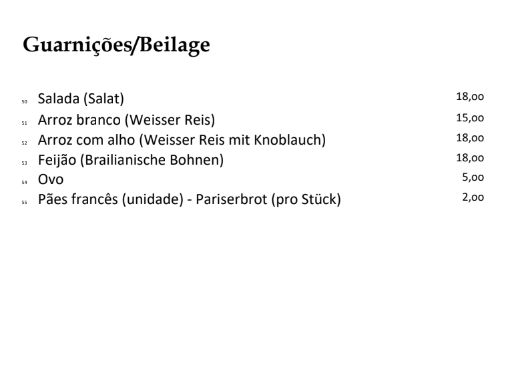 Guarnições/Beilage
50 Salada (Salat) 18,00
51 Arroz branco (Weisser Reis) 15,00
52 Arroz com alho (Weisser Reis mit Knoblauch) 18,00
53 Feijão (Brailianische Bohnen) 18,00
54 Ovo 5,00
55 Pães francês (unidade) - Pariserbrot (pro Stück) 2,00